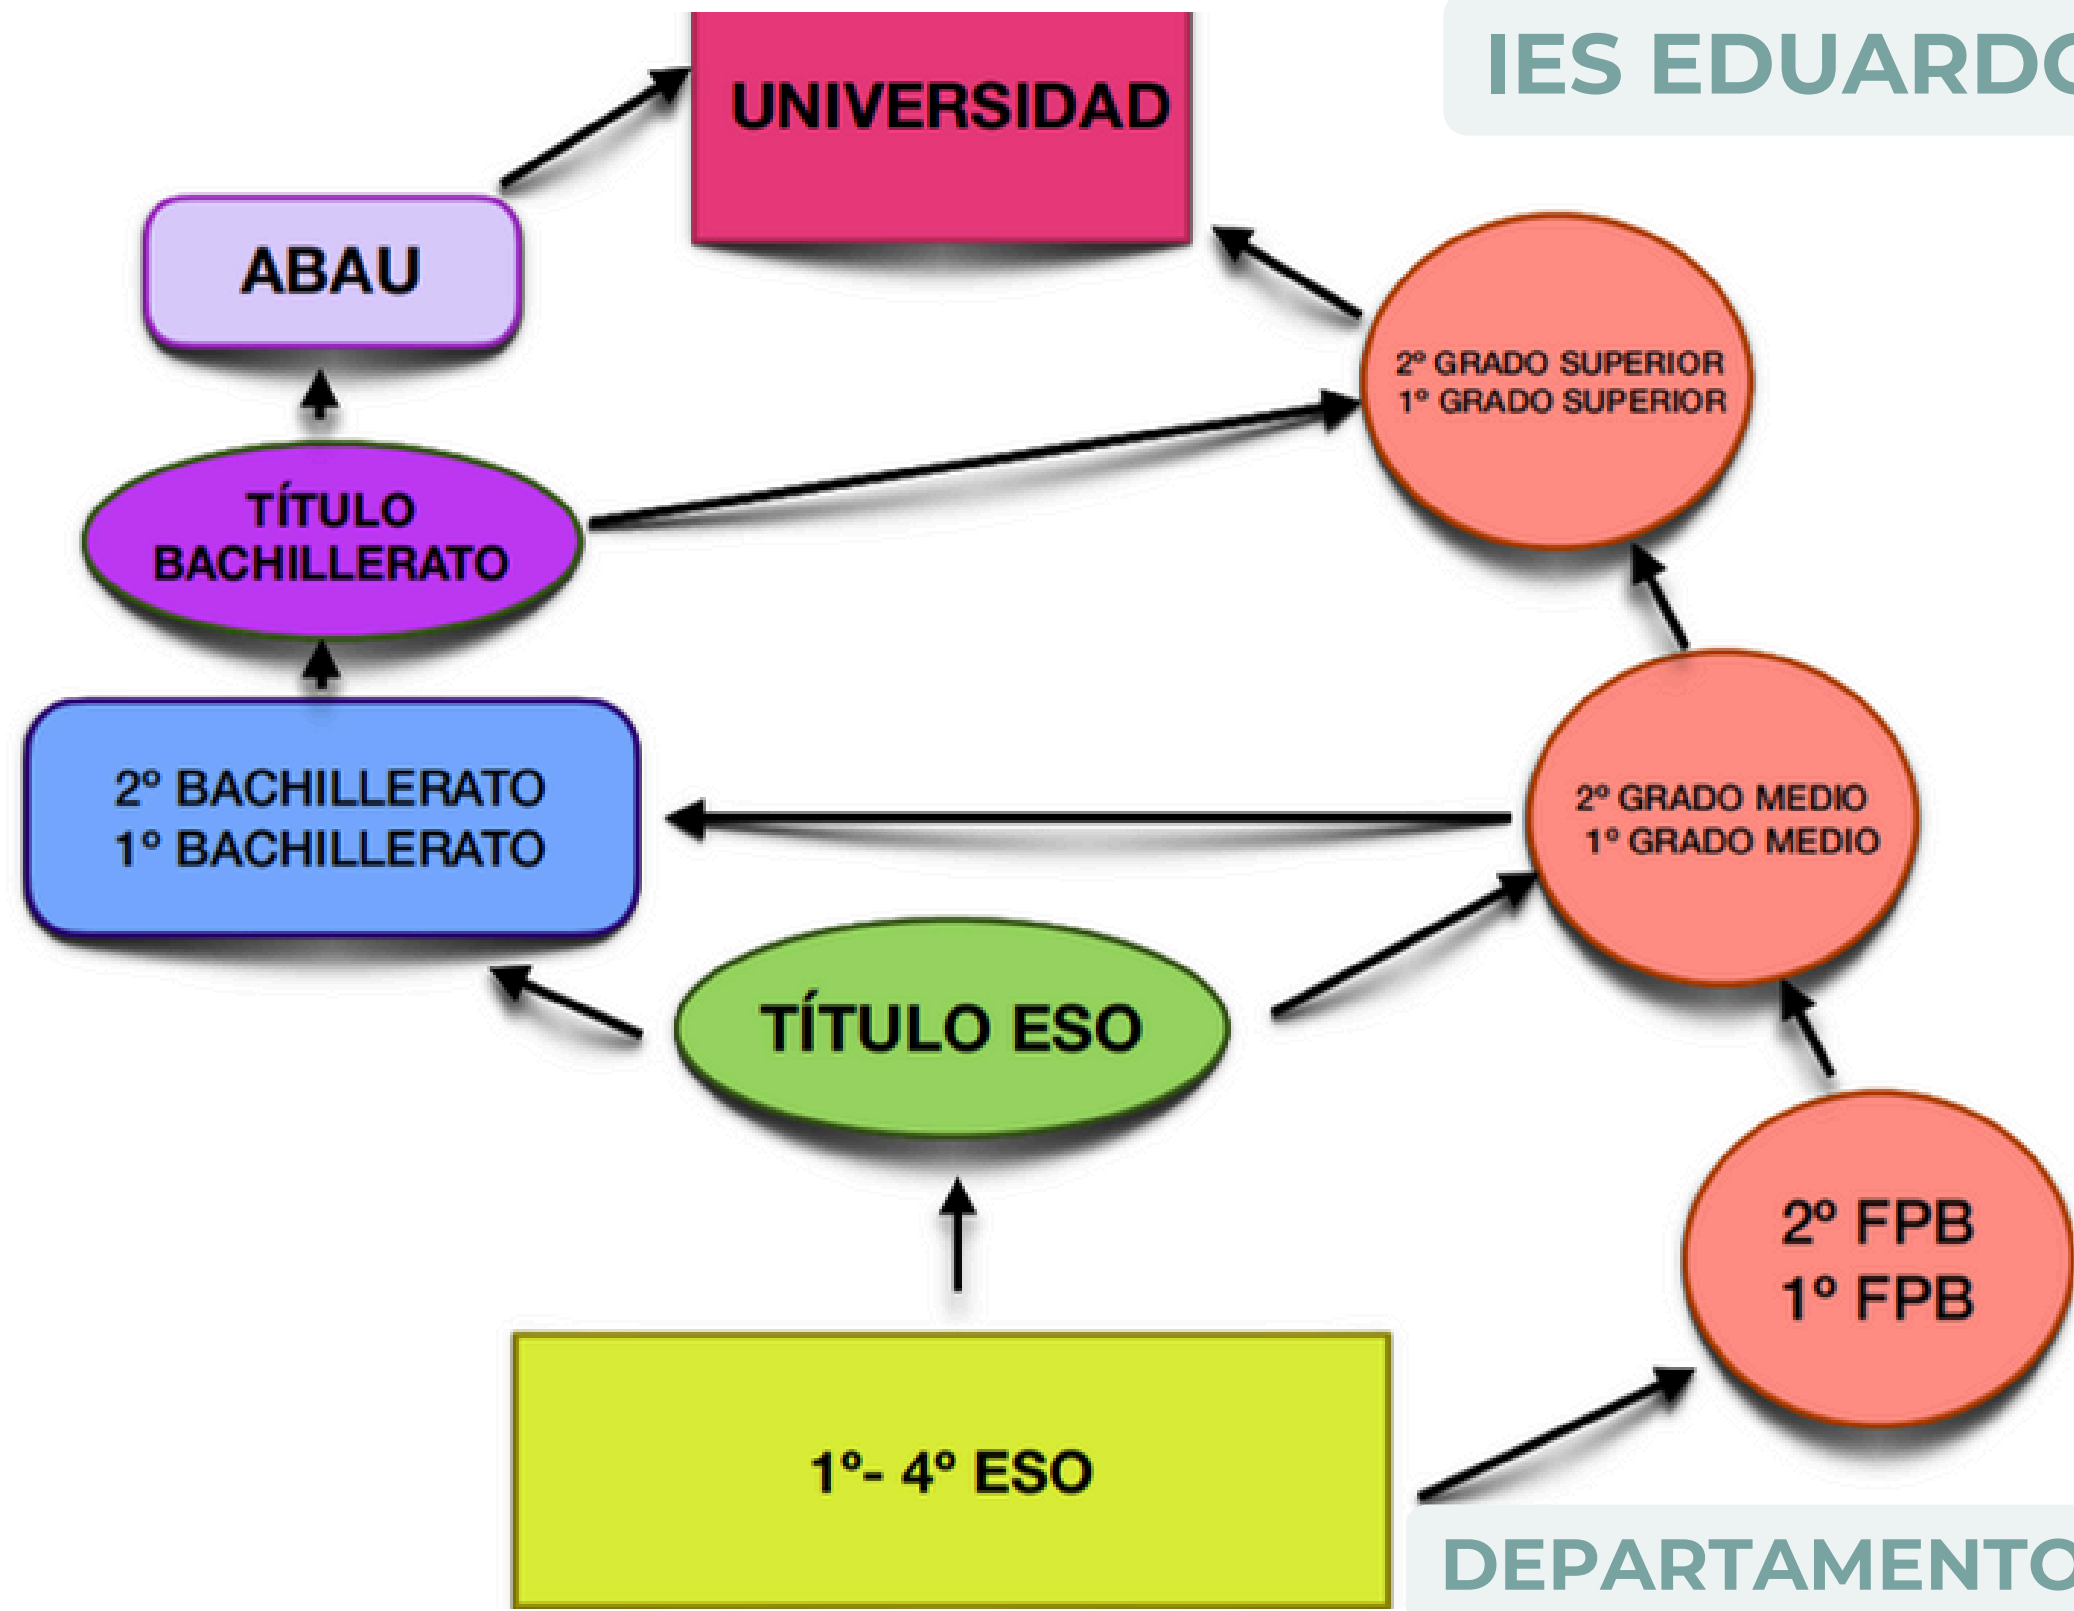 IES EDUARDO
UNIVERSIDAD
ABAU
2º GRADO SUPERIOR
1º GRADO SUPERIOR
TÍTULO
BACHILLERATO
2º BACHILLERATO
1º BACHILLERATO
2º GRADO MEDIO
1º GRADO MEDIO
TÍTULO ESO
2º FPB
1º FPB
1º- 4º ESO
DEPARTAMENTO